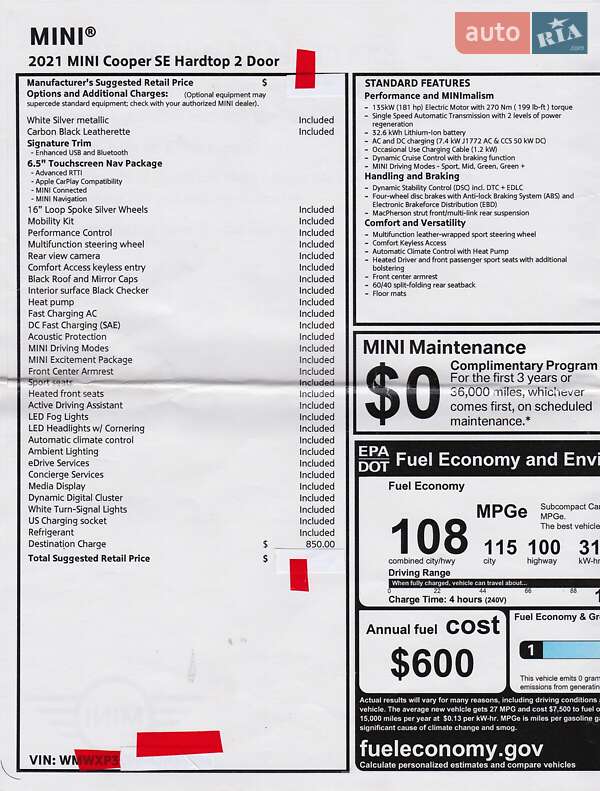 auto RIA .com
MINI®
2021 MINI Cooper SE Hardtop 2 Door
Manufacturer's Suggested Retail Price $
Options and Additional Charges: (Optional equipment may
supercede standard equipment; check with your authorized MINI dealer).
White Silver metallic Included
Carbon Black Leatherette Included
Signature Trim
- Enhanced USB and Bluetooth
6.5" Touchscreen Nav Package
- Advanced RTTI
- Apple CarPlay Compatibility
- MINI Connected
- MINI Navigation
16" Loop Spoke Silver Wheels Included
Mobility Kit Included
Performance Control Included
Multifunction steering wheel Included
Rear view camera Included
Comfort Access keyless entry Included
Black Roof and Mirror Caps Included
Interior surface Black Checker Included
Heat pump Included
Fast Charging AC Included
DC Fast Charging (SAE) Included
Acoustic Protection Included
MINI Driving Modes Included
MINI Excitement Package Included
Front Center Armrest Included
Sport seats Included
Heated front seats Included
Active Driving Assistant Included
LED Fog Lights Included
LED Headlights w/ Cornering Included
Automatic climate control Included
Ambient Lighting Included
eDrive Services Included
Concierge Services Included
Media Display Included
Dynamic Digital Cluster Included
White Turn-Signal Lights Included
US Charging socket Included
Refrigerant Included
Destination Charge $ 850.00
Total Suggested Retail Price $
VIN: WMWXP3
STANDARD FEATURES
Performance and MINImalism
- 135kW (181 hp) Electric Motor with 270 Nm ( 199 lb-ft ) torque
- Single Speed Automatic Transmission with 2 levels of power
regeneration
- 32.6 kWh Lithium-Ion battery
- AC and DC charging (7.4 kW J1772 AC & CCS 50 kW DC)
- Occasional Use Charging Cable (1.2 kW)
- Dynamic Cruise Control with braking function
- MINI Driving Modes - Sport, Mid, Green, Green +
Handling and Braking
- Dynamic Stability Control (DSC) incl. DTC + EDLC
- Four-wheel disc brakes with Anti-lock Braking System (ABS) and
Electronic Brakeforce Distribution (EBD)
- MacPherson strut front/multi-link rear suspension
Comfort and Versatility
- Multifunction leather-wrapped sport steering wheel
- Comfort Keyless Access
- Automatic Climate Control with Heat Pump
- Heated Driver and front passenger sport seats with additional
bolstering
- Front center armrest
- 60/40 split-folding rear seatback
- Floor mats
MINI Maintenance
$0
Complimentary Program
For the first 3 years or
36,000 miles, whichever
comes first, on scheduled
maintenance.*
EPA
DOT
Fuel Economy and Envi
Fuel Economy
108
MPGe
Subcompact Ca
MPGe.
The best vehicle
115 100 31
combined city/hwy city highway kW-hr
Driving Range
When fully charged, vehicle can travel about...
0 22 44 66 88 1
Charge Time: 4 hours (240V)
Annual fuel cost
$600
Fuel Economy & Gr
1
This vehicle emits 0 gram
emissions from generatin
Actual results will vary for many reasons, including driving conditions a
vehicle. The average new vehicle gets 27 MPG and cost $7,500 to fuel o
15,000 miles per year at $0.13 per kW-hr. MPGe is miles per gasoline ga
significant cause of climate change and smog.
fueleconomy.gov
Calculate personalized estimates and compare vehicles